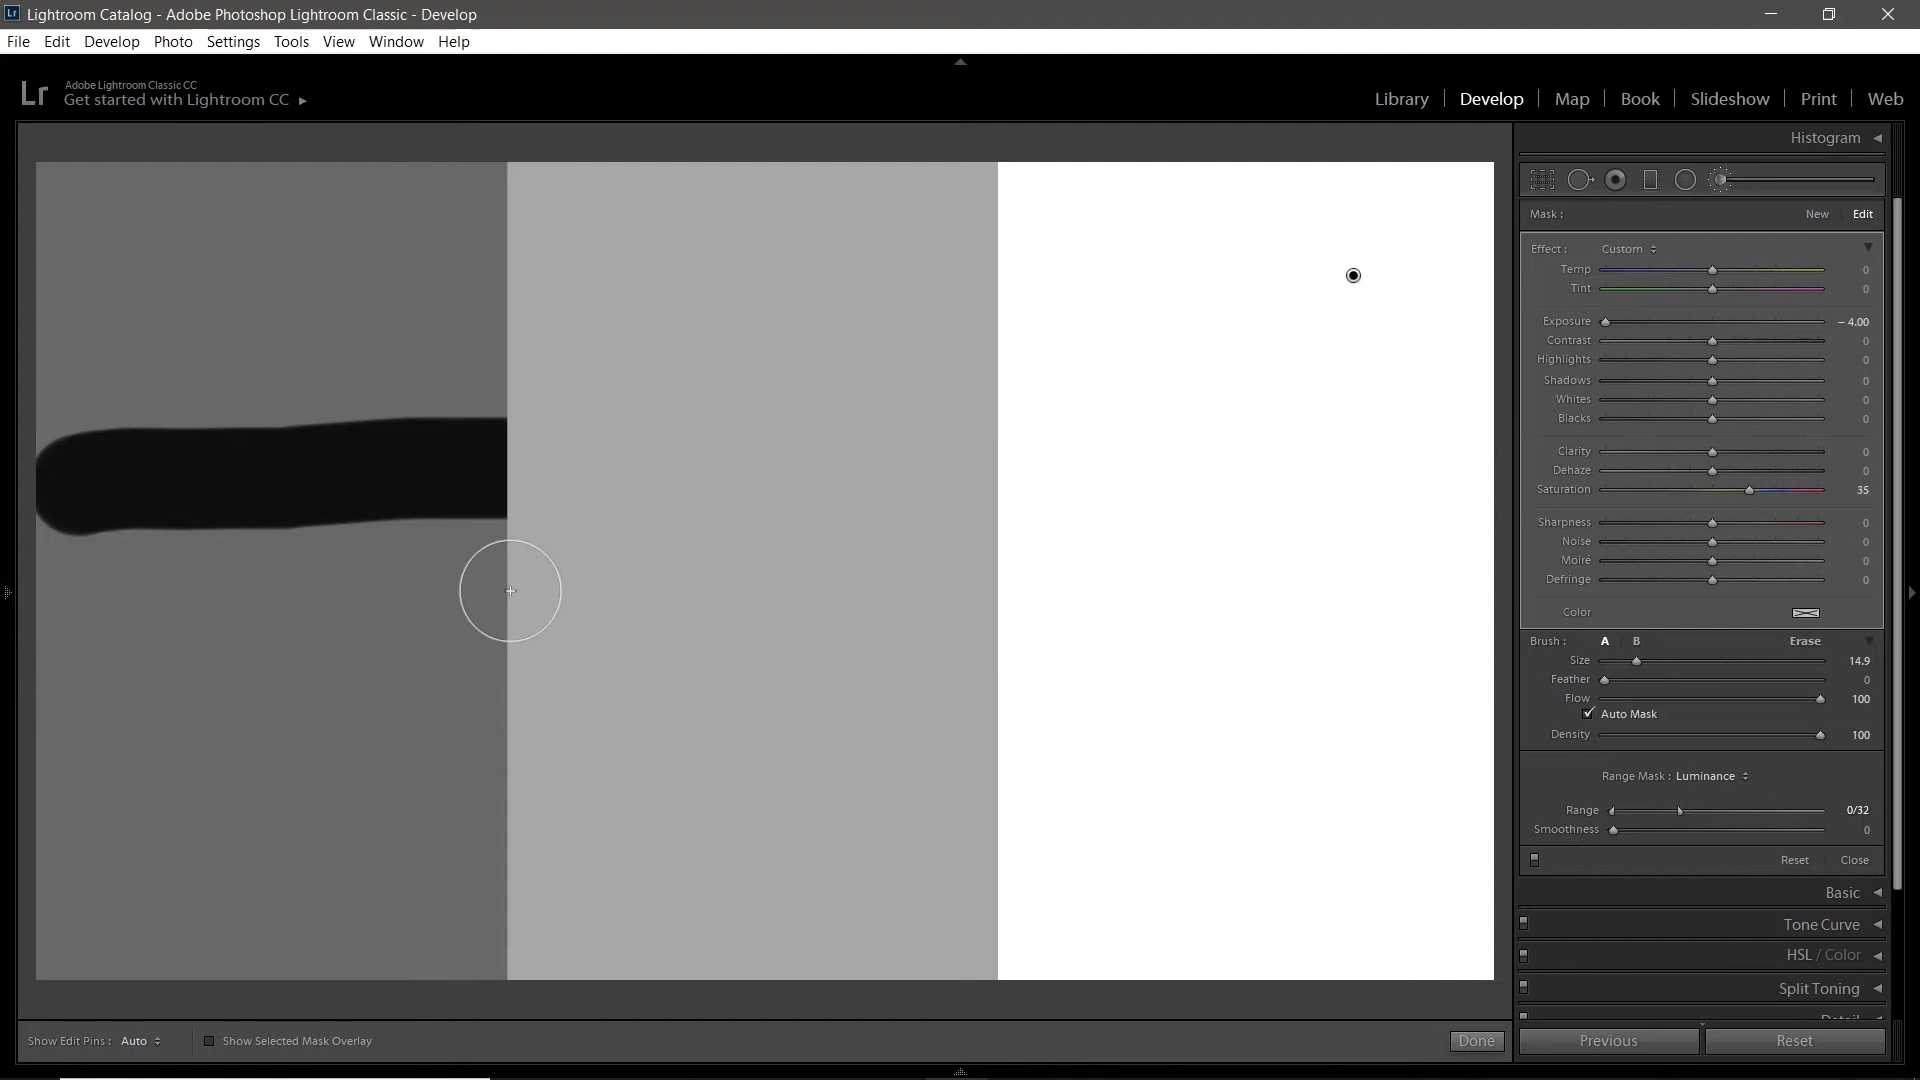 Lr Lightroom Catalog - Adobe Photoshop Lightroom Classic - Develop
File Edit Develop Photo Settings Tools View Window Help
Lr
Adobe Lightroom Classic CC
Get started with Lightroom CC
Library | Develop | Map | Book | Slideshow | Print | Web
Histogram
Mask : New Edit
Effect : Custom
Temp 0
Tint 0
Exposure – 4.00
Contrast 0
Highlights 0
Shadows 0
Whites 0
Blacks 0
Clarity 0
Dehaze 0
Saturation 35
Sharpness 0
Noise 0
Moiré 0
Defringe 0
Color
Brush : A B Erase
Size 14.9
Feather 0
Flow 100
Auto Mask
Density 100
Range Mask : Luminance
Range 0/32
Smoothness 0
Reset Close
Basic
Tone Curve
HSL / Color
Split Toning
Detail
Show Edit Pins : Auto Show Selected Mask Overlay Done Previous Reset